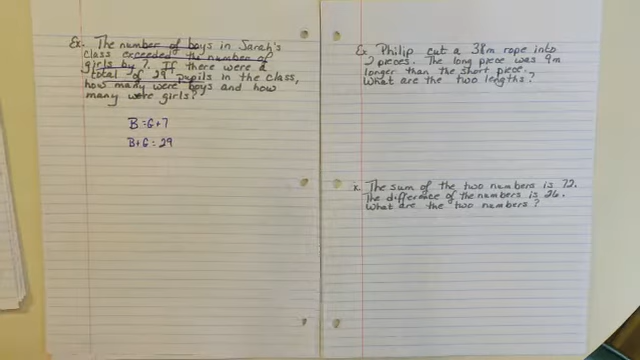 Ex: The number of boys in Sarah's
class exceeded the number of
girls by 7. If there were a
total of 29 pupils in the class,
how many were boys and how
many were girls?
B = G + 7
B + G = 29
Ex Philip cut a 38m rope into
2 pieces. The long piece was 9m
longer than the short piece.
What are the two lengths?
x. The sum of the two numbers is 72.
The difference of the numbers is 26.
What are the two numbers?